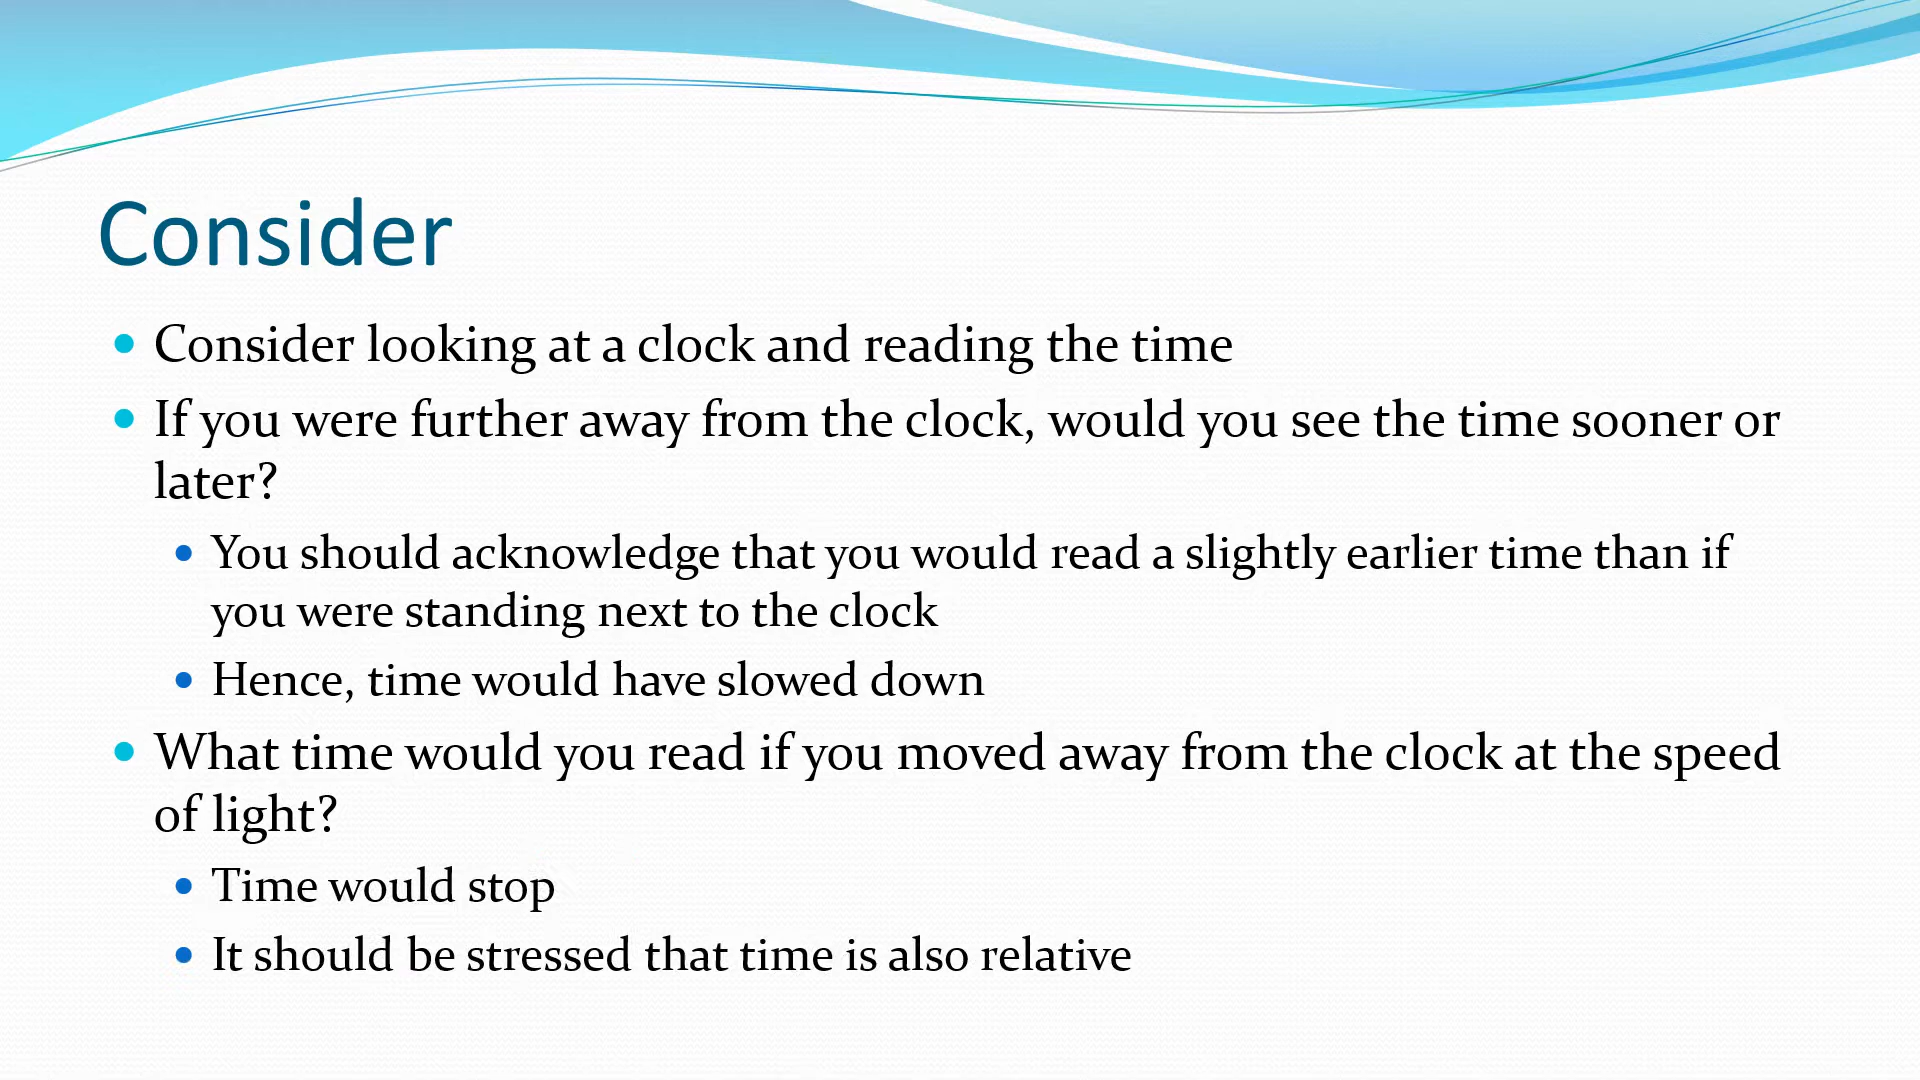 Consider
Consider looking at a clock and reading the time
If you were further away from the clock, would you see the time sooner or
later?
You should acknowledge that you would read a slightly earlier time than if
you were standing next to the clock
Hence, time would have slowed down
What time would you read if you moved away from the clock at the speed
of light?
Time would stop
It should be stressed that time is also relative